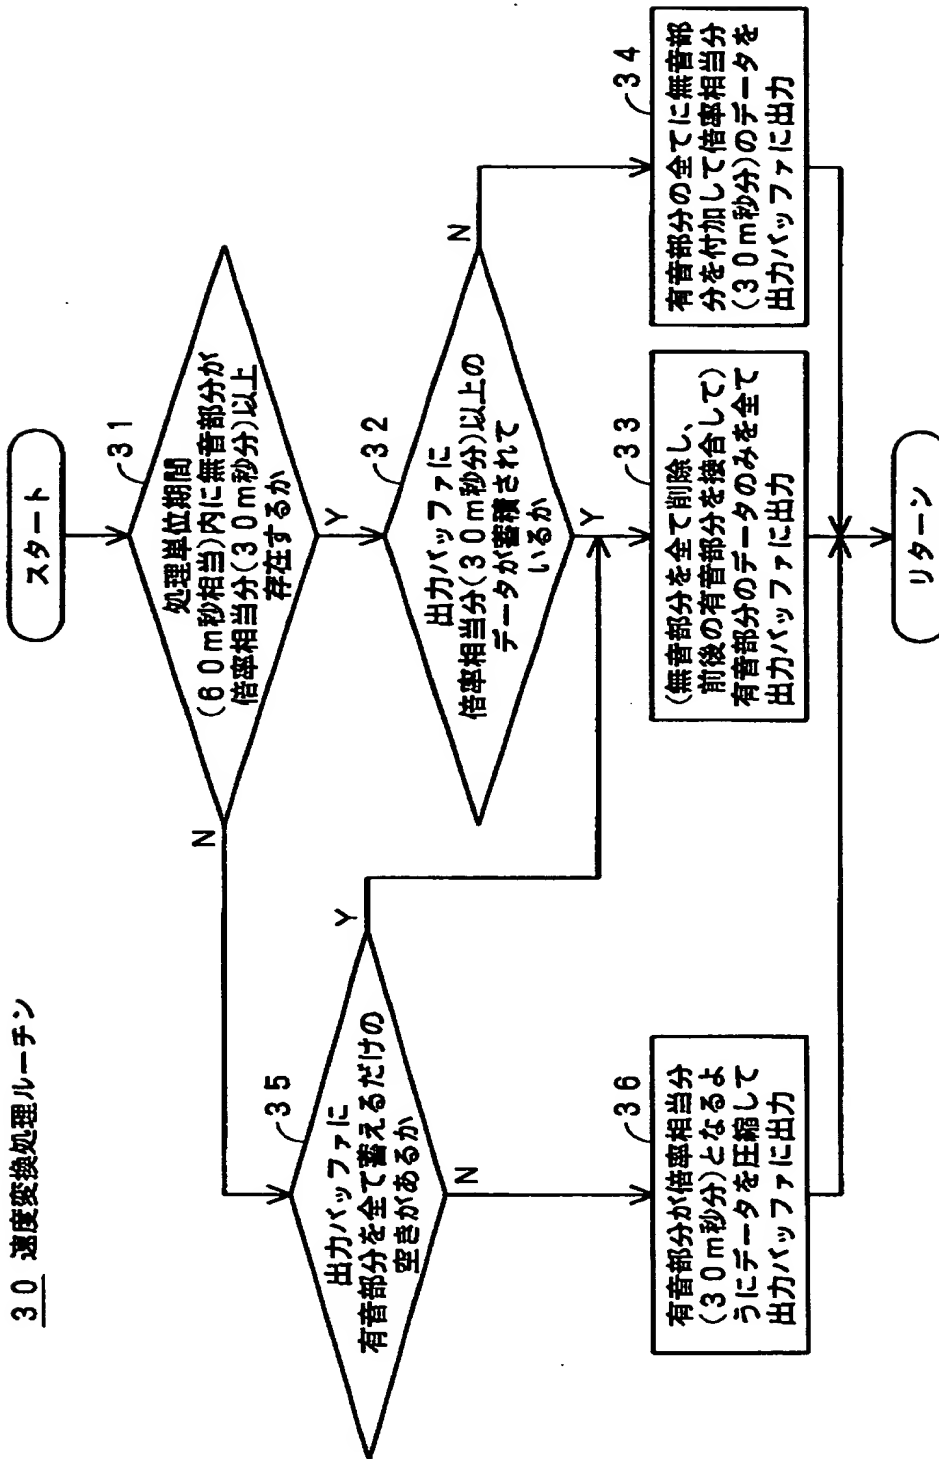 30 速度変換処理ルーチン
スタート
31
処理単位期間
(60m秒相当)内に無音部分が
倍率相当分(30m秒分)以上
存在するか
N
Y
32
出力バッファに
倍率相当分(30m秒分)以上の
データが蓄積されて
いるか
N
Y
35
出力バッファに
有音部分を全て蓄えるだけの
空きがあるか
Y
N
36
有音部分が倍率相当分
(30m秒分)となるよ
うにデータを圧縮して
出力バッファに出力
33
(無音部分を全て削除し、
前後の有音部分を接合して)
有音部分のデータのみを全て
出力バッファに出力
34
有音部分の全てに無音部
分を付加して倍率相当分
(30m秒分)のデータを
出力バッファに出力
リターン